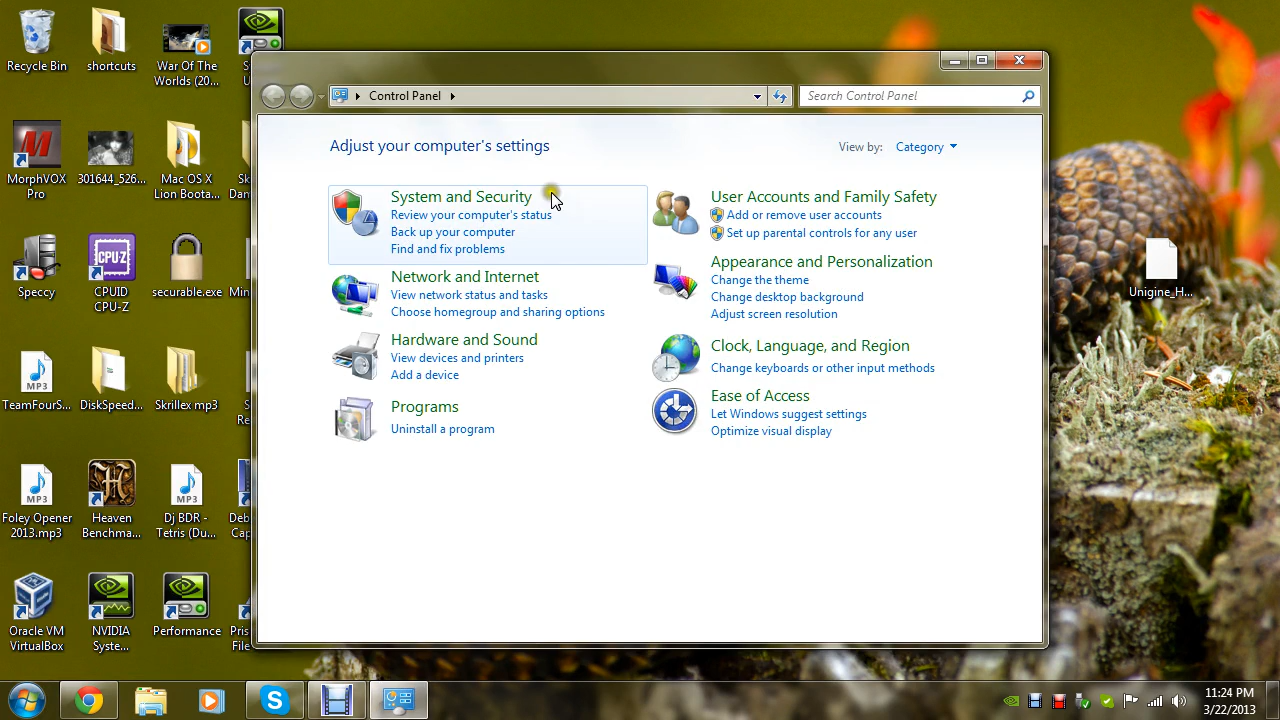 Recycle Bin
shortcuts
War Of The
Worlds (20...
Control Panel
Search Control Panel
Adjust your computer's settings
View by:
Category
System and Security
Review your computer's status
Back up your computer
Find and fix problems
User Accounts and Family Safety
Add or remove user accounts
Set up parental controls for any user
Network and Internet
View network status and tasks
Choose homegroup and sharing options
Appearance and Personalization
Change the theme
Change desktop background
Adjust screen resolution
Hardware and Sound
View devices and printers
Add a device
Clock, Language, and Region
Change keyboards or other input methods
Programs
Uninstall a program
Ease of Access
Let Windows suggest settings
Optimize visual display
M
MorphVOX
Pro
301644_526...
Mac OS X
Lion Boota...
Speccy
CPU-Z
CPUID
CPU-Z
securable.exe
Unigine_H...
MP3
TeamFourS...
DiskSpeed...
Skrillex mp3
MP3
Foley Opener
2013.mp3
H
Heaven
Benchma...
MP3
Dj BDR -
Tetris (Du...
Oracle VM
VirtualBox
NVIDIA
Syste...
Performance
11:24 PM
3/22/2013